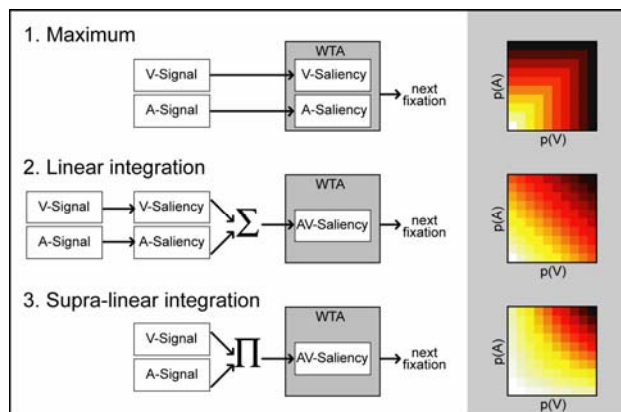 1. Maximum
WTA
V-Signal
V-Saliency
A-Signal
A-Saliency
next
fixation
p(A)
p(V)
2. Linear integration
WTA
V-Signal
V-Saliency
A-Signal
A-Saliency
Σ
AV-Saliency
next
fixation
p(A)
p(V)
3. Supra-linear integration
WTA
V-Signal
A-Signal
Π
AV-Saliency
next
fixation
p(A)
p(V)